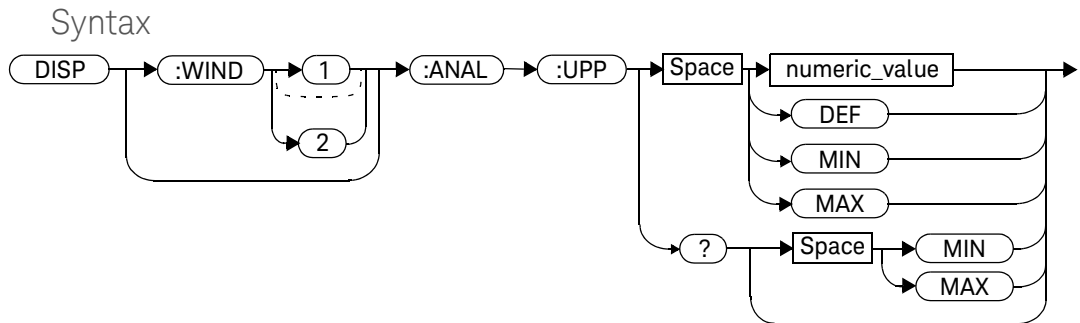 Syntax
DISP :WIND 1 :ANAL :UPP Space numeric_value
DEF
2
MIN
MAX
? Space MIN
MAX